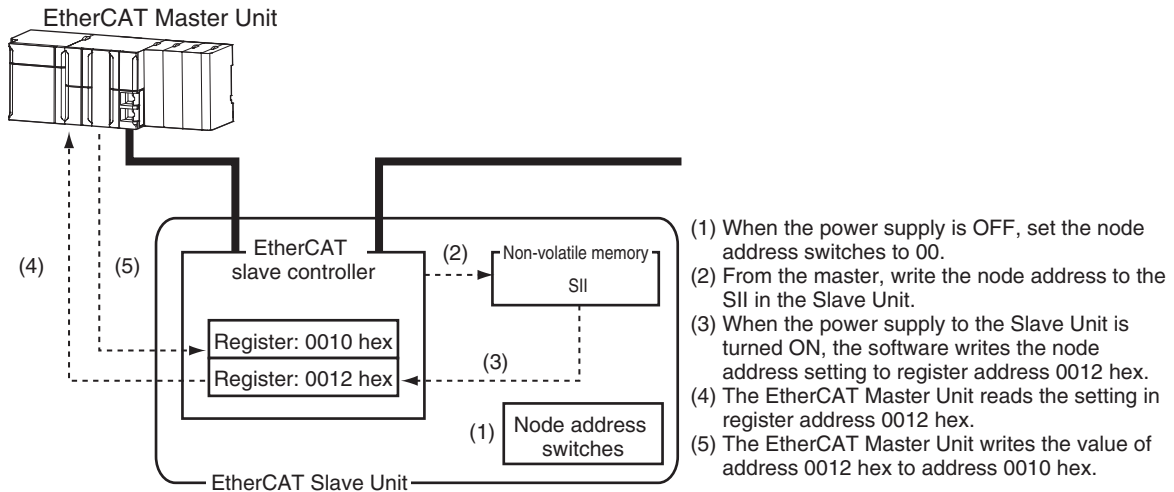 EtherCAT Master Unit
(4)
(5)
EtherCAT
slave controller
(2)
Non-volatile memory
SII
Register: 0010 hex
Register: 0012 hex
(3)
(1)
Node address
switches
EtherCAT Slave Unit
(1) When the power supply is OFF, set the node
address switches to 00.
(2) From the master, write the node address to the
SII in the Slave Unit.
(3) When the power supply to the Slave Unit is
turned ON, the software writes the node
address setting to register address 0012 hex.
(4) The EtherCAT Master Unit reads the setting in
register address 0012 hex.
(5) The EtherCAT Master Unit writes the value of
address 0012 hex to address 0010 hex.